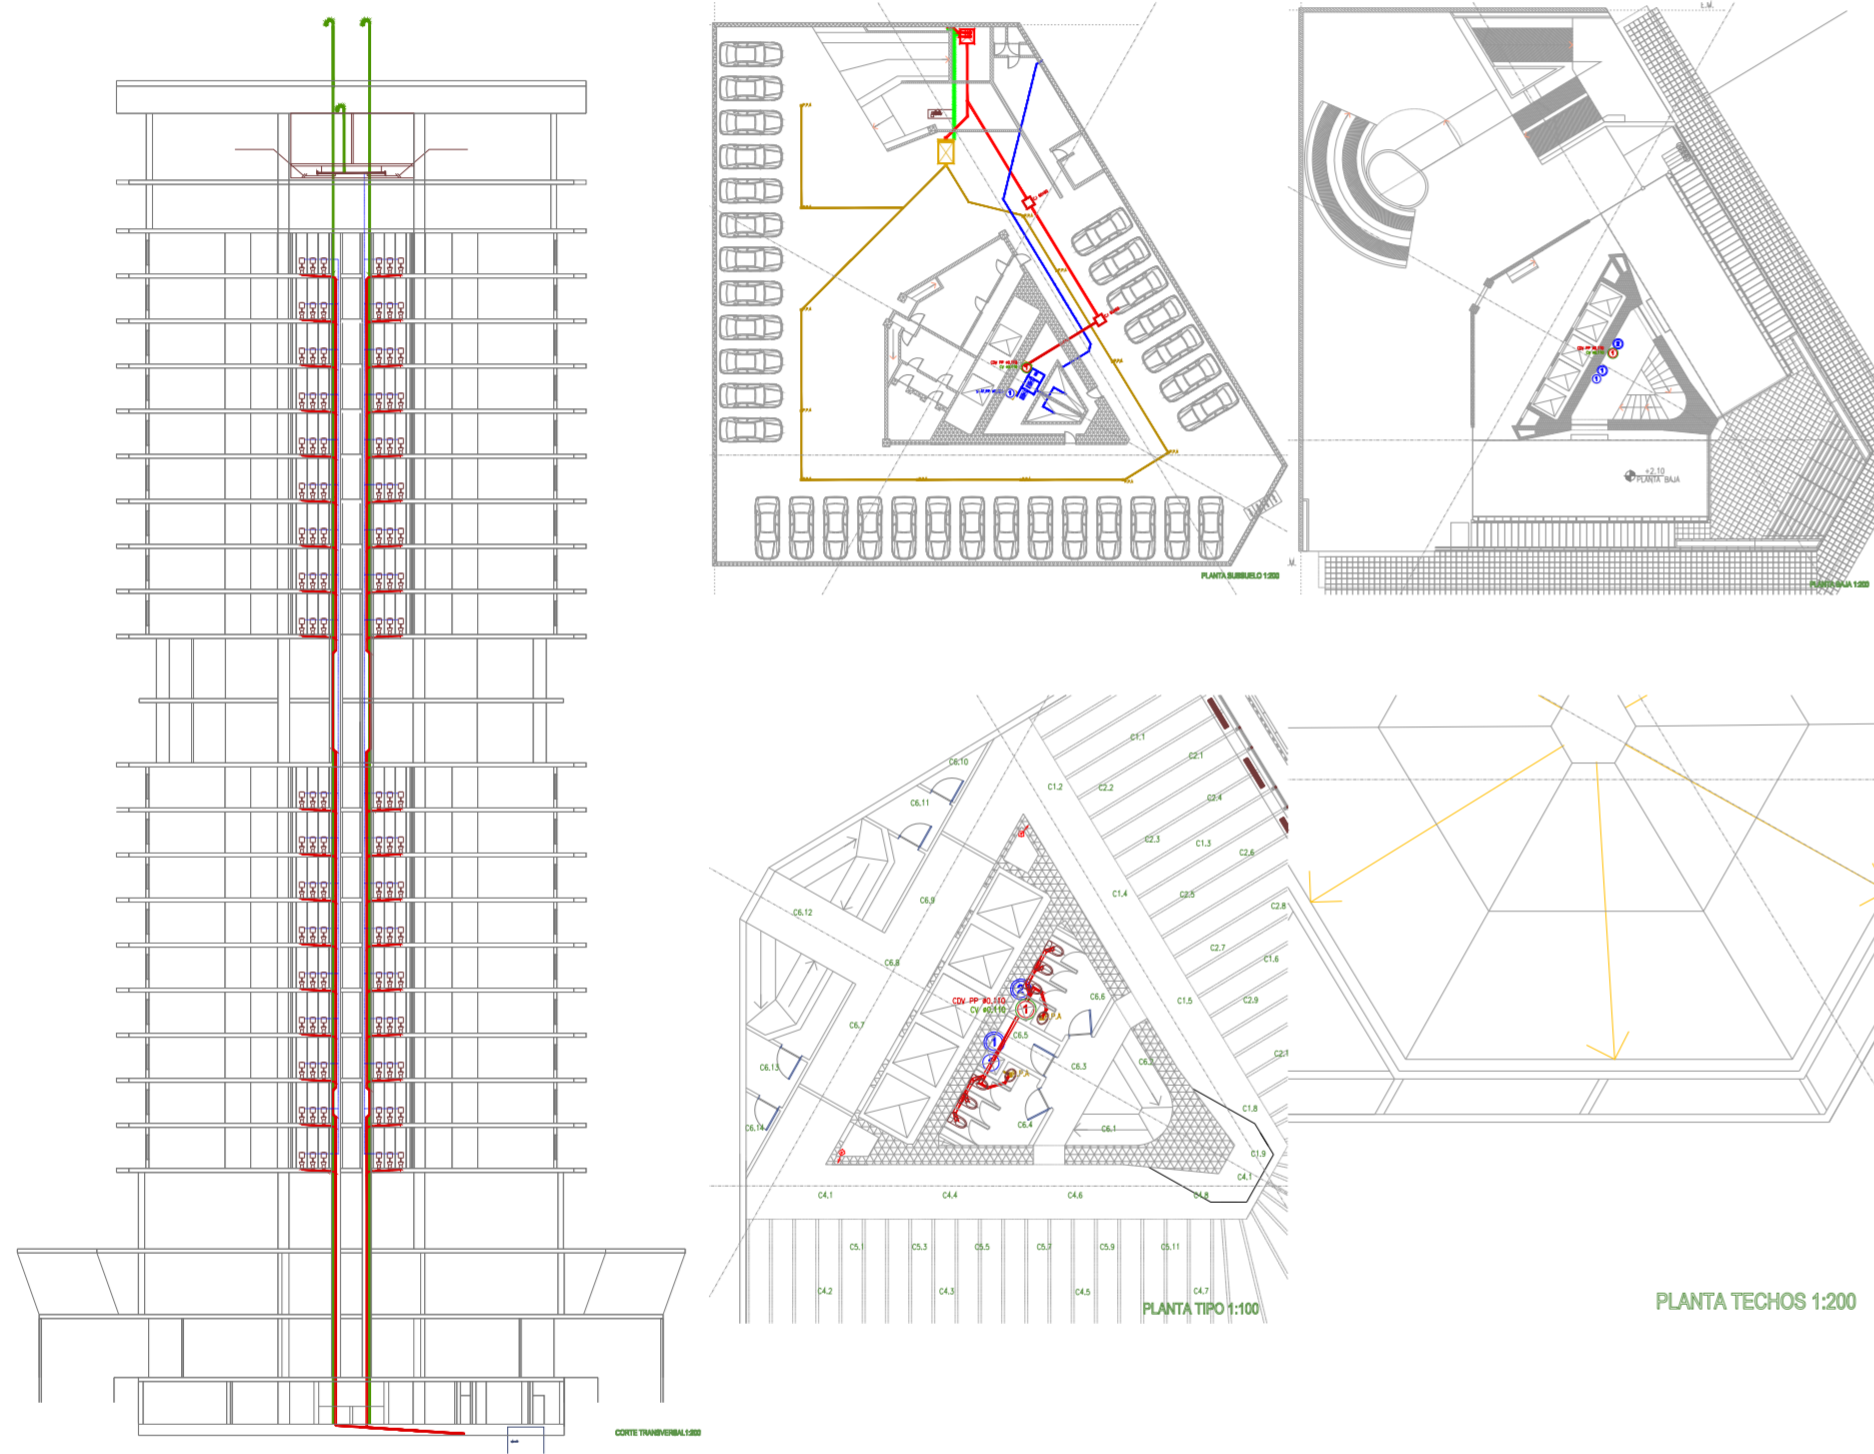 CORTE TRANSVERSAL 1:200
PLANTA SUBSUELO 1:200
L.M.
+2.10
PLANTA BAJA
PLANTA BAJA 1:200
C6.10
C6.11
C6.12
C6.9
C6.8
C6.7
C6.13
C6.14
C1.1
C1.2
C2.1
C2.2
C2.4
C2.3
C1.3
C2.6
C1.4
C2.5
C2.8
C2.7
C1.6
C1.5
C2.9
C1.8
C1.9
C4.1
CDV PP ø0.110
CV ø0.110
2
1
1
C6.6
C6.5
C6.3
C6.2
C6.4
C6.1
P.A
C4.1
C4.4
C4.6
C4.8
C5.1
C5.3
C5.5
C5.7
C5.9
C5.11
C4.2
C4.3
C4.5
C4.7
PLANTA TIPO 1:100
PLANTA TECHOS 1:200